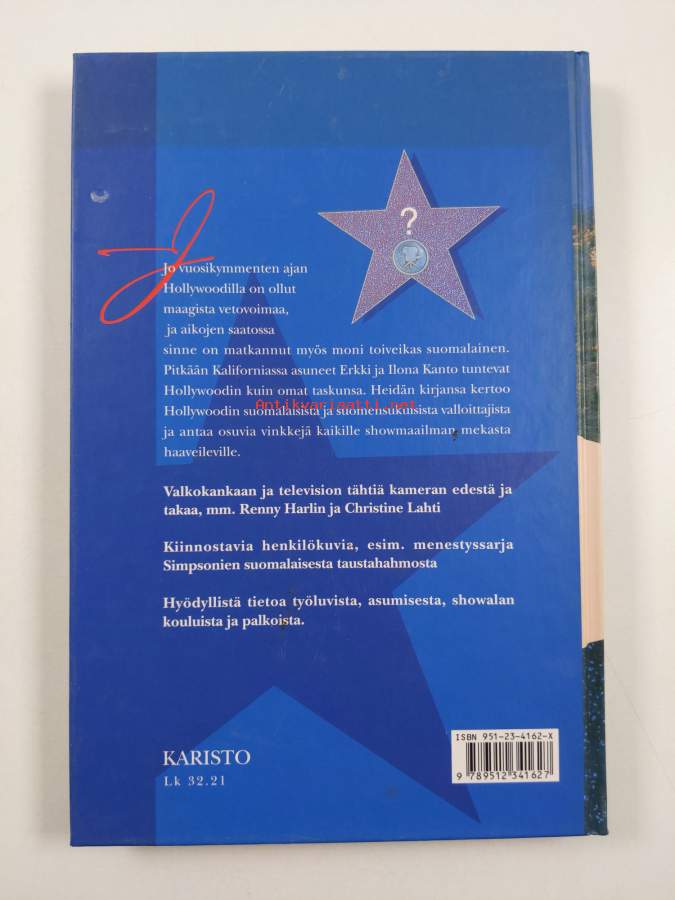 ?
J
Jo vuosikymmenten ajan
Hollywoodilla on ollut
maagista vetovoimaa,
ja aikojen saatossa
sinne on matkannut myös moni toiveikas suomalainen.
Pitkään Kaliforniassa asuneet Erkki ja Ilona Kanto tuntevat
Hollywoodin kuin omat taskunsa. Heidän kirjansa kertoo
Antikvariaatti.net
Hollywoodin suomalaisista ja suomensukuisista valloittajista
ja antaa osuvia vinkkejä kaikille showmaailman mekasta
haaveileville.
Valkokankaan ja television tähtiä kameran edestä ja
takaa, mm. Renny Harlin ja Christine Lahti
Kiinnostavia henkilökuvia, esim. menestyssarja
Simpsonien suomalaisesta taustahahmosta
Hyödyllistä tietoa työluvista, asumisesta, showalan
kouluista ja palkoista.
KARISTO
Lk 32.21
ISBN 951-23-4162-X
9 789512 341627